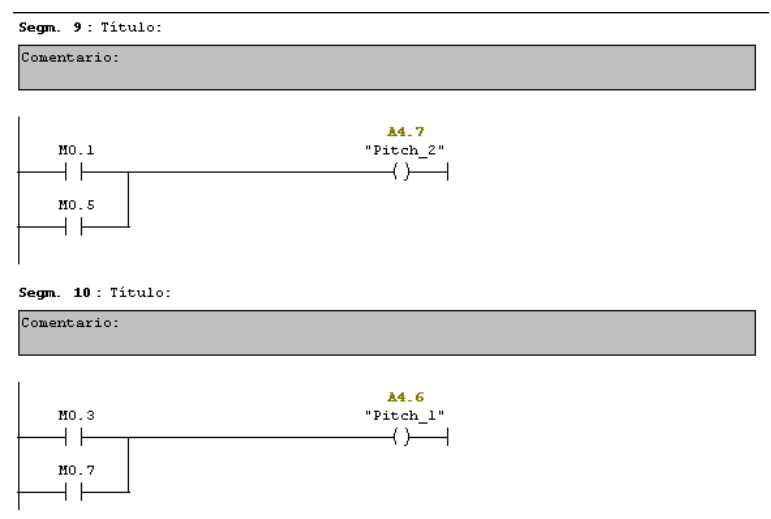 Segm. 9 : Título:
Comentario:
A4.7
M0.1 "Pitch_2"
M0.5
Segm. 10 : Título:
Comentario:
A4.6
M0.3 "Pitch_1"
M0.7